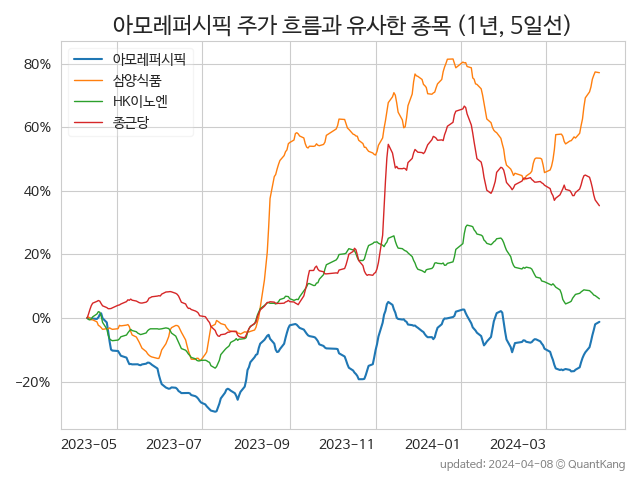 아모레퍼시픽 주가 흐름과 유사한 종목 (1년, 5일선)
아모레퍼시픽
삼양식품
HK이노엔
종근당
80%
60%
40%
20%
0%
−20%
2023-05 2023-07 2023-09 2023-11 2024-01 2024-03
updated: 2024-04-08 © QuantKang